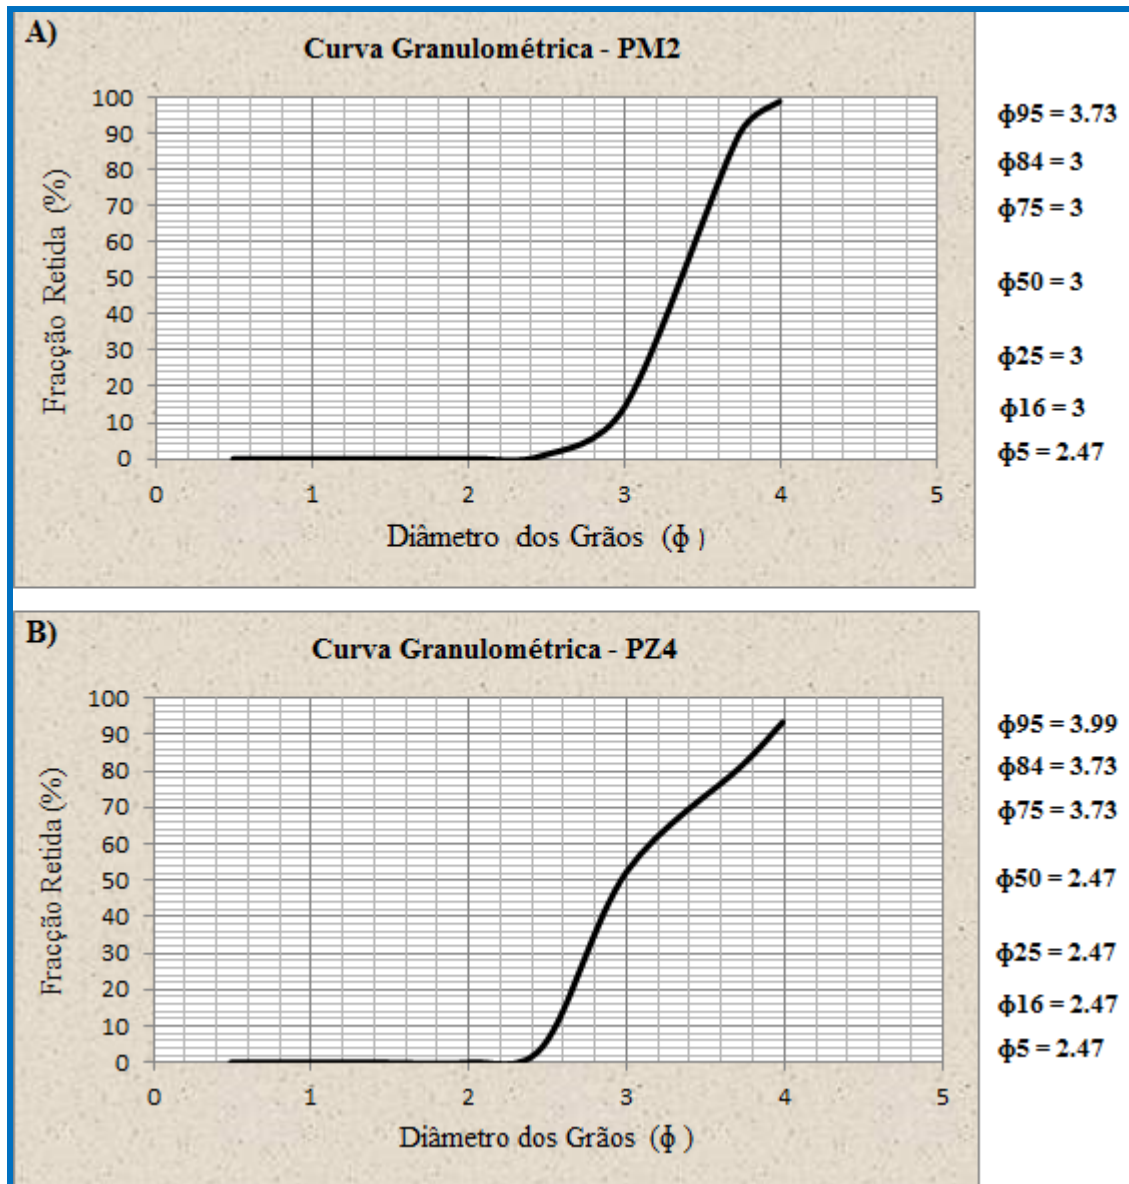 A)
Curva Granulométrica - PM2
Fracção Retida (%)
100
90
80
70
60
50
40
30
20
10
0
0 1 2 3 4 5
Diâmetro dos Grãos (ϕ)
ϕ95 = 3.73
ϕ84 = 3
ϕ75 = 3
ϕ50 = 3
ϕ25 = 3
ϕ16 = 3
ϕ5 = 2.47
B)
Curva Granulométrica - PZ4
Fracção Retida (%)
100
90
80
70
60
50
40
30
20
10
0
0 1 2 3 4 5
Diâmetro dos Grãos (ϕ)
ϕ95 = 3.99
ϕ84 = 3.73
ϕ75 = 3.73
ϕ50 = 2.47
ϕ25 = 2.47
ϕ16 = 2.47
ϕ5 = 2.47